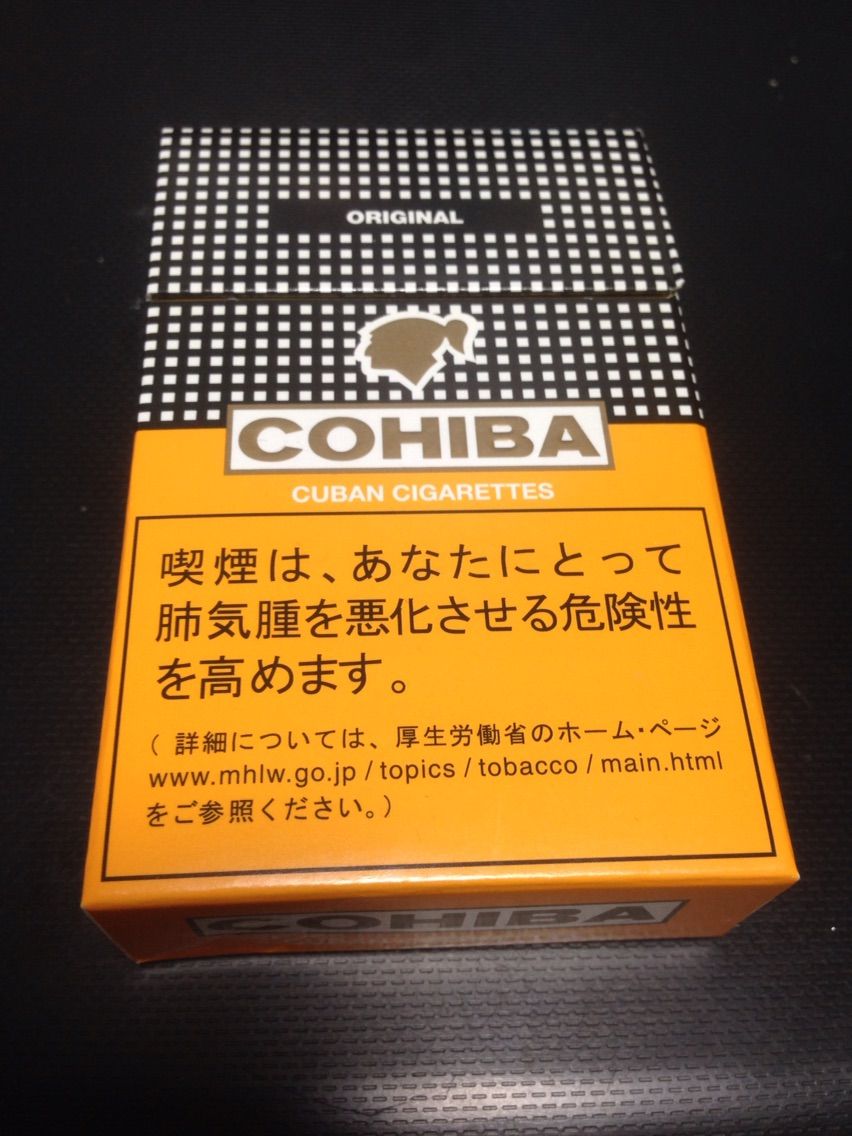 ORIGINAL
COHIBA
CUBAN CIGARETTES
喫煙は、あなたにとって
肺気腫を悪化させる危険性
を高めます。
( 詳細については、厚生労働省のホーム・ページ
www.mhlw.go.jp / topics / tobacco / main.html
をご参照ください。)
COHIBA